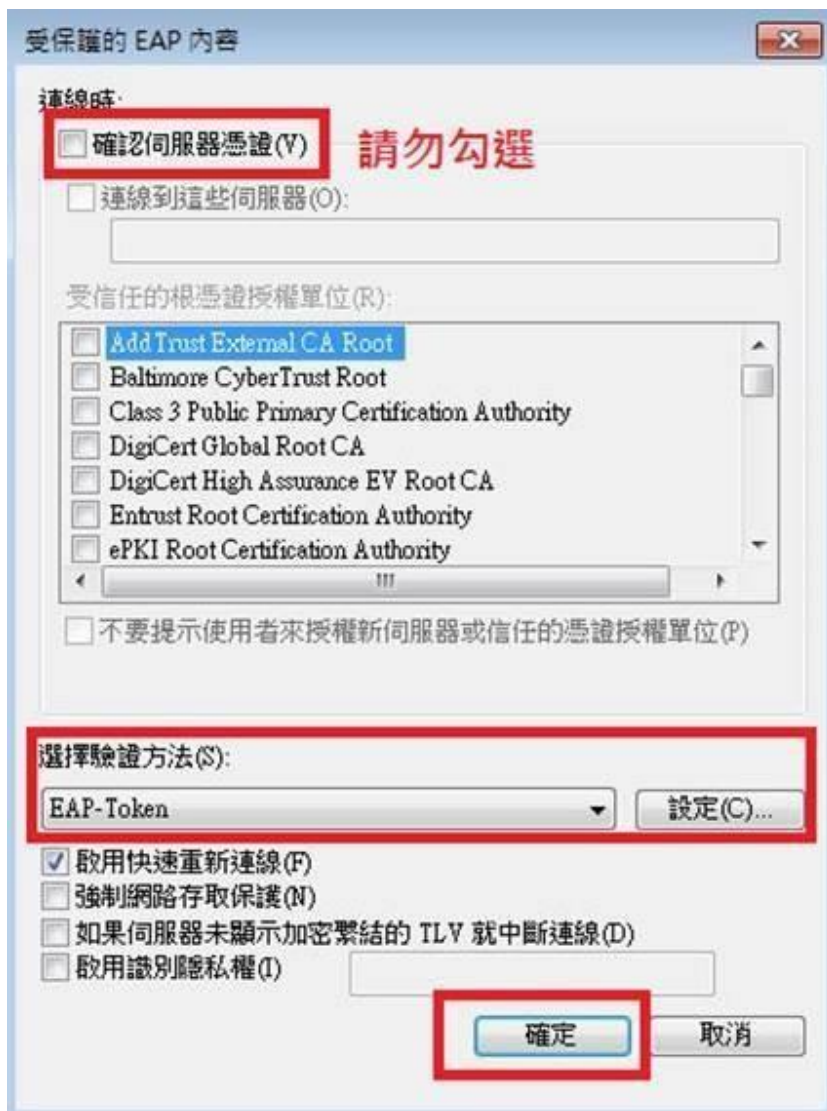 受保護的 EAP 內容
連線時:
確認伺服器憑證(V)
請勿勾選
連線到這些伺服器(O):
受信任的根憑證授權單位(R):
AddTrust External CA Root
Baltimore CyberTrust Root
Class 3 Public Primary Certification Authority
DigiCert Global Root CA
DigiCert High Assurance EV Root CA
Entrust Root Certification Authority
ePKI Root Certification Authority
不要提示使用者來授權新伺服器或信任的憑證授權單位(P)
選擇驗證方法(S):
EAP-Token
設定(C)...
啟用快速重新連線(F)
強制網路存取保護(N)
如果伺服器未顯示加密繫結的 TLV 就中斷連線(D)
啟用識別隱私權(I)
確定
取消